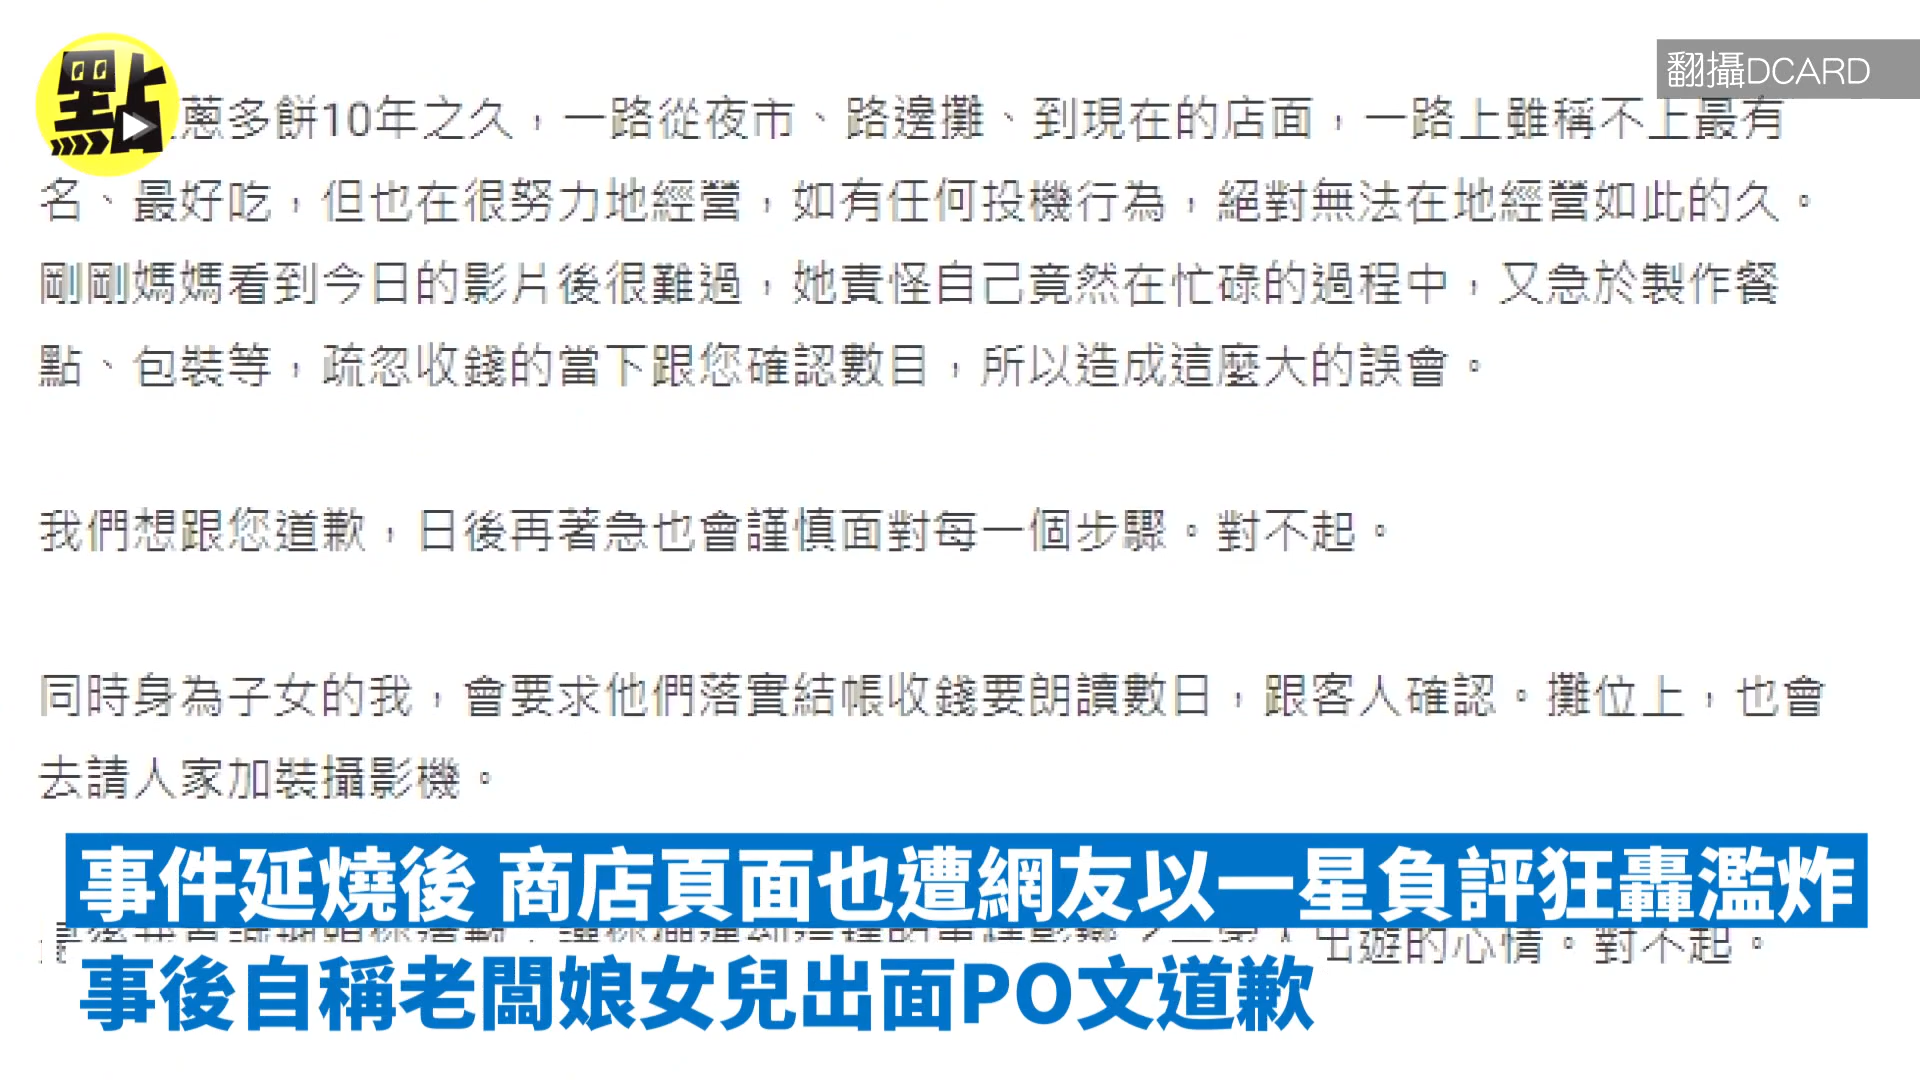 點
翻攝DCARD
蔥多餅10年之久，一路從夜市、路邊攤、到現在的店面，一路上雖稱不上最有
名、最好吃，但也在很努力地經營，如有任何投機行為，絕對無法在地經營如此的久。
剛剛媽媽看到今日的影片後很難過，她責怪自己竟然在忙碌的過程中，又急於製作餐
點、包裝等，疏忽收錢的當下跟您確認數目，所以造成這麼大的誤會。
我們想跟您道歉，日後再著急也會謹慎面對每一個步驟。對不起。
同時身為子女的我，會要求他們落實結帳收錢要朗讀數日，跟客人確認。攤位上，也會
去請人家加裝攝影機。
事件延燒後 商店頁面也遭網友以一星負評狂轟濫炸
出遊的心情。對不起。
事後自稱老闆娘女兒出面PO文道歉